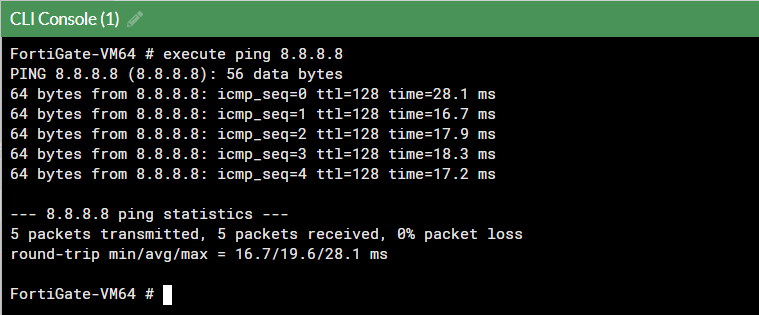 CLI Console (1)
FortiGate-VM64 # execute ping 8.8.8.8
PING 8.8.8.8 (8.8.8.8): 56 data bytes
64 bytes from 8.8.8.8: icmp_seq=0 ttl=128 time=28.1 ms
64 bytes from 8.8.8.8: icmp_seq=1 ttl=128 time=16.7 ms
64 bytes from 8.8.8.8: icmp_seq=2 ttl=128 time=17.9 ms
64 bytes from 8.8.8.8: icmp_seq=3 ttl=128 time=18.3 ms
64 bytes from 8.8.8.8: icmp_seq=4 ttl=128 time=17.2 ms
--- 8.8.8.8 ping statistics ---
5 packets transmitted, 5 packets received, 0% packet loss
round-trip min/avg/max = 16.7/19.6/28.1 ms
FortiGate-VM64 #